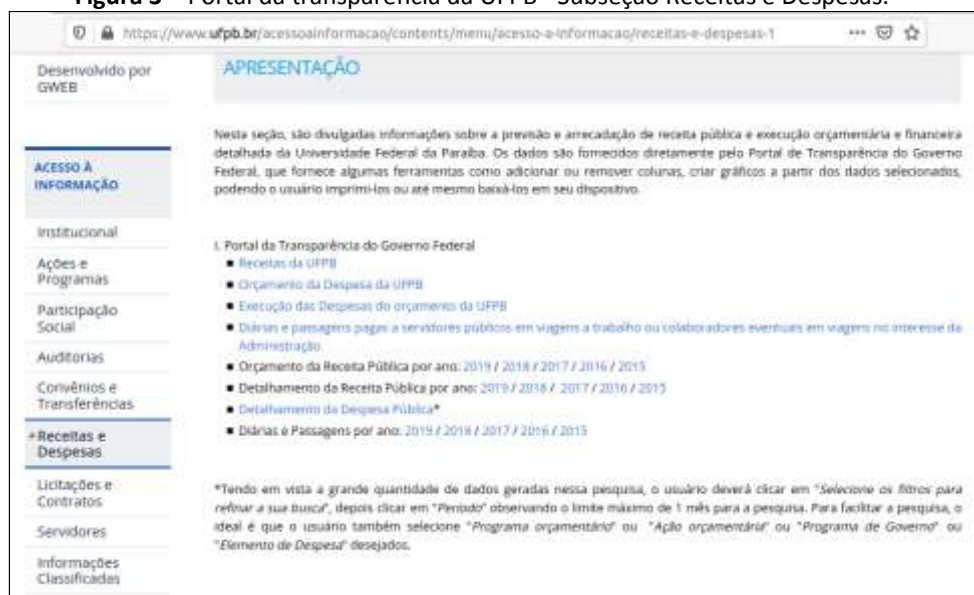 Figura 3 – Portal da transparência da UFPB - Subseção Receitas e Despesas.
https://www.ufpb.br/acessoainformacao/contents/menu/acesso-a-informacao/receitas-e-despesas-1
Desenvolvido por
GWEB
ACESSO À
INFORMAÇÃO
Institucional
Ações e
Programas
Participação
Social
Auditorias
Convênios e
Transferências
Receitas e
Despesas
Licitações e
Contratos
Servidores
Informações
Classificadas
APRESENTAÇÃO
Nesta seção, são divulgadas informações sobre a previsão e arrecadação de receita pública e execução orçamentária e financeira
detalhada da Universidade Federal da Paraíba. Os dados são fornecidos diretamente pelo Portal de Transparência do Governo
Federal, que fornece algumas ferramentas como adicionar ou remover colunas, criar gráficos a partir dos dados selecionados,
podendo o usuário imprimi-los ou até mesmo baixá-los em seu dispositivo.
I. Portal da Transparência do Governo Federal
■ Receitas da UFPB
■ Orçamento da Despesa da UFPB
■ Execução das Despesas do orçamento da UFPB
■ Diárias e passagens pagas a servidores públicos em viagens a trabalho ou colaboradores eventuais em viagens no interesse da
Administração
■ Orçamento da Receita Pública por ano: 2019 / 2018 / 2017 / 2016 / 2015
■ Detalhamento da Receita Pública por ano: 2019 / 2018 / 2017 / 2016 / 2015
■ Detalhamento da Despesa Pública*
■ Diárias e Passagens por ano: 2019 / 2018 / 2017 / 2016 / 2015
*Tendo em vista a grande quantidade de dados geradas nessa pesquisa, o usuário deverá clicar em "Selecione os filtros para
refinar a sua busca", depois clicar em "Período" observando o limite máximo de 1 mês para a pesquisa. Para facilitar a pesquisa, o
ideal é que o usuário também selecione "Programa orçamentário" ou "Ação orçamentária" ou "Programa de Governo" ou
"Elemento de Despesa" desejados.